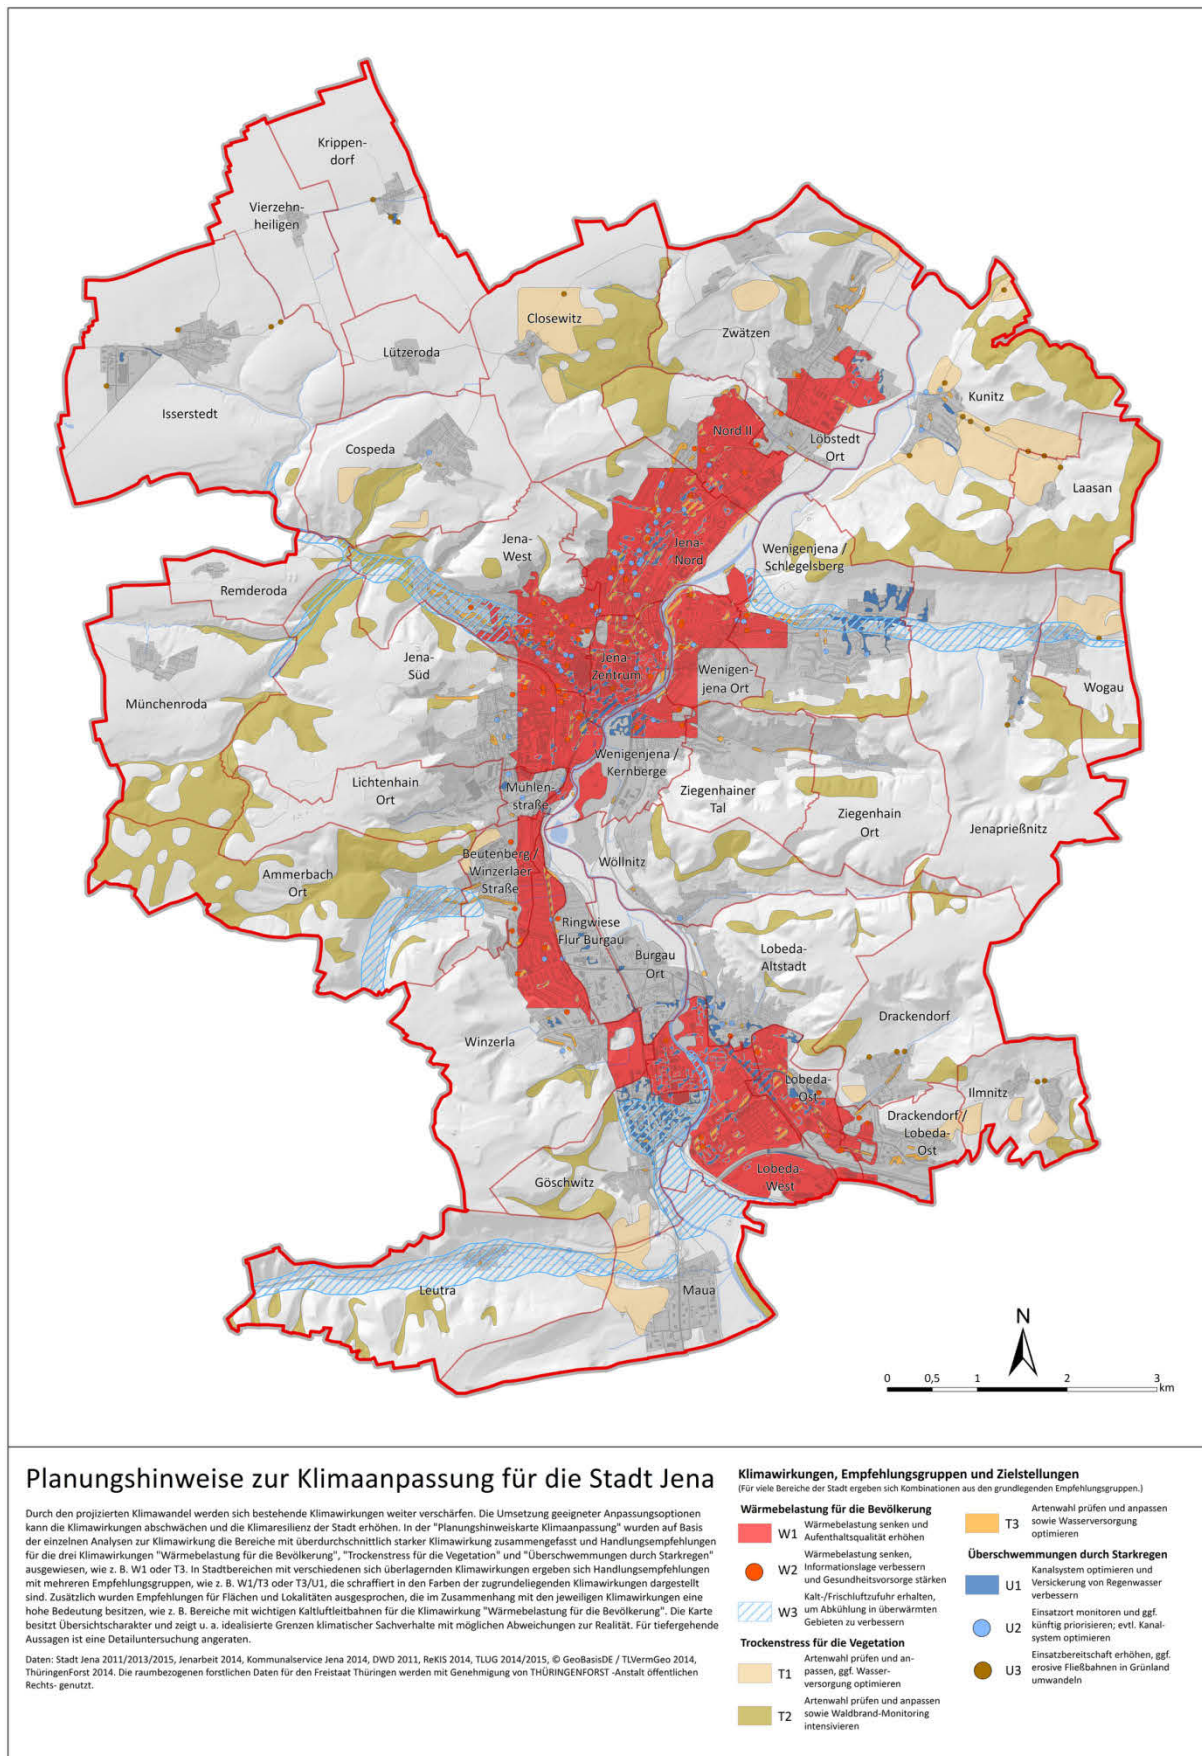 Krippen-
dorf
Vierzehn-
heiligen
Closewitz
Zwätzen
Lützeroda
Isserstedt
Kunitz
Nord II
Löbstedt
Ort
Cospeda
Laasan
Jena-
West
Jena-
Nord
Wenigenjena /
Schlegelsberg
Remderoda
Jena-
Süd
Jena-
Zentrum
Wenigen-
jena Ort
Münchenroda
Wogau
Wenigenjena /
Kernberge
Lichtenhain
Ort
Mühlen-
straße
Ziegenhainer
Tal
Ziegenhain
Ort
Jenaprießnitz
Beutenberg /
Winzerlaer
Straße
Wöllnitz
Ammerbach
Ort
Ringwiese
Flur Burgau
Burgau
Ort
Lobeda-
Altstadt
Drackendorf
Winzerla
Lobeda-
Ost
Ilmnitz
Drackendorf /
Lobeda-
Ost
Göschwitz
Lobeda-
West
Leutra
Maua
N
0 0,5 1 2 3
km
Planungshinweise zur Klimaanpassung für die Stadt Jena
Durch den projizierten Klimawandel werden sich bestehende Klimawirkungen weiter verschärfen. Die Umsetzung geeigneter Anpassungsoptionen
kann die Klimawirkungen abschwächen und die Klimaresilienz der Stadt erhöhen. In der "Planungshinweiskarte Klimaanpassung" wurden auf Basis
der einzelnen Analysen zur Klimawirkung die Bereiche mit überdurchschnittlich starker Klimawirkung zusammengefasst und Handlungsempfehlungen
für die drei Klimawirkungen "Wärmebelastung für die Bevölkerung", "Trockenstress für die Vegetation" und "Überschwemmungen durch Starkregen"
ausgewiesen, wie z. B. W1 oder T3. In Stadtbereichen mit verschiedenen sich überlagernden Klimawirkungen ergeben sich Handlungsempfehlungen
mit mehreren Empfehlungsgruppen, wie z. B. W1/T3 oder T3/U1, die schraffiert in den Farben der zugrundeliegenden Klimawirkungen dargestellt
sind. Zusätzlich wurden Empfehlungen für Flächen und Lokalitäten ausgesprochen, die im Zusammenhang mit den jeweiligen Klimawirkungen eine
hohe Bedeutung besitzen, wie z. B. Bereiche mit wichtigen Kaltluftleitbahnen für die Klimawirkung "Wärmebelastung für die Bevölkerung". Die Karte
besitzt Übersichtscharakter und zeigt u. a. idealisierte Grenzen klimatischer Sachverhalte mit möglichen Abweichungen zur Realität. Für tiefergehende
Aussagen ist eine Detailuntersuchung angeraten.
Daten: Stadt Jena 2011/2013/2015, Jenarbeit 2014, Kommunalservice Jena 2014, DWD 2011, ReKIS 2014, TLUG 2014/2015, © GeoBasisDE / TLVermGeo 2014,
ThüringenForst 2014. Die raumbezogenen forstlichen Daten für den Freistaat Thüringen werden mit Genehmigung von THÜRINGENFORST -Anstalt öffentlichen
Rechts- genutzt.
Klimawirkungen, Empfehlungsgruppen und Zielstellungen
(Für viele Bereiche der Stadt ergeben sich Kombinationen aus den grundlegenden Empfehlungsgruppen.)
Wärmebelastung für die Bevölkerung
W1 Wärmebelastung senken und
Aufenthaltsqualität erhöhen
W2 Wärmebelastung senken,
Informationslage verbessern
und Gesundheitsvorsorge stärken
W3 Kalt-/Frischluftzufuhr erhalten,
um Abkühlung in überwärmten
Gebieten zu verbessern
Trockenstress für die Vegetation
T1 Artenwahl prüfen und an-
passen, ggf. Wasser-
versorgung optimieren
T2 Artenwahl prüfen und anpassen
sowie Waldbrand-Monitoring
intensivieren
T3 Artenwahl prüfen und anpassen
sowie Wasserversorgung
optimieren
Überschwemmungen durch Starkregen
U1 Kanalsystem optimieren und
Versickerung von Regenwasser
verbessern
U2 Einsatzort monitoren und ggf.
künftig priorisieren; evtl. Kanal-
system optimieren
U3 Einsatzbereitschaft erhöhen, ggf.
erosive Fließbahnen in Grünland
umwandeln